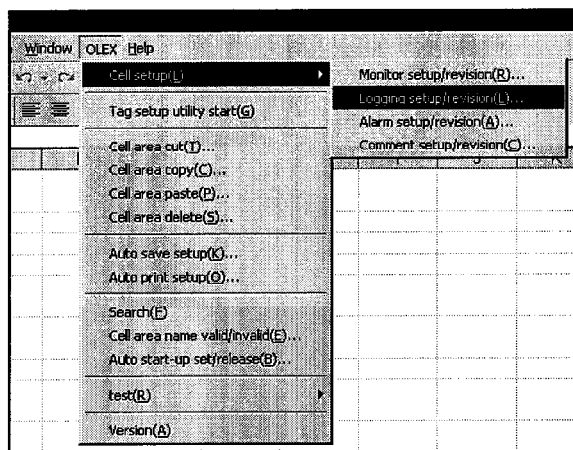 Window OLEX Help
Cell setup(L)
Tag setup utility start(G)
Cell area cut(T)...
Cell area copy(C)...
Cell area paste(P)...
Cell area delete(S)...
Auto save setup(K)...
Auto print setup(O)...
Search(F)
Cell area name valid/invalid(E)...
Auto start-up set/release(B)...
test(R)
Version(A)
Monitor setup/revision(R)...
Logging setup/revision(L)...
Alarm setup/revision(A)...
Comment setup/revision(C)...